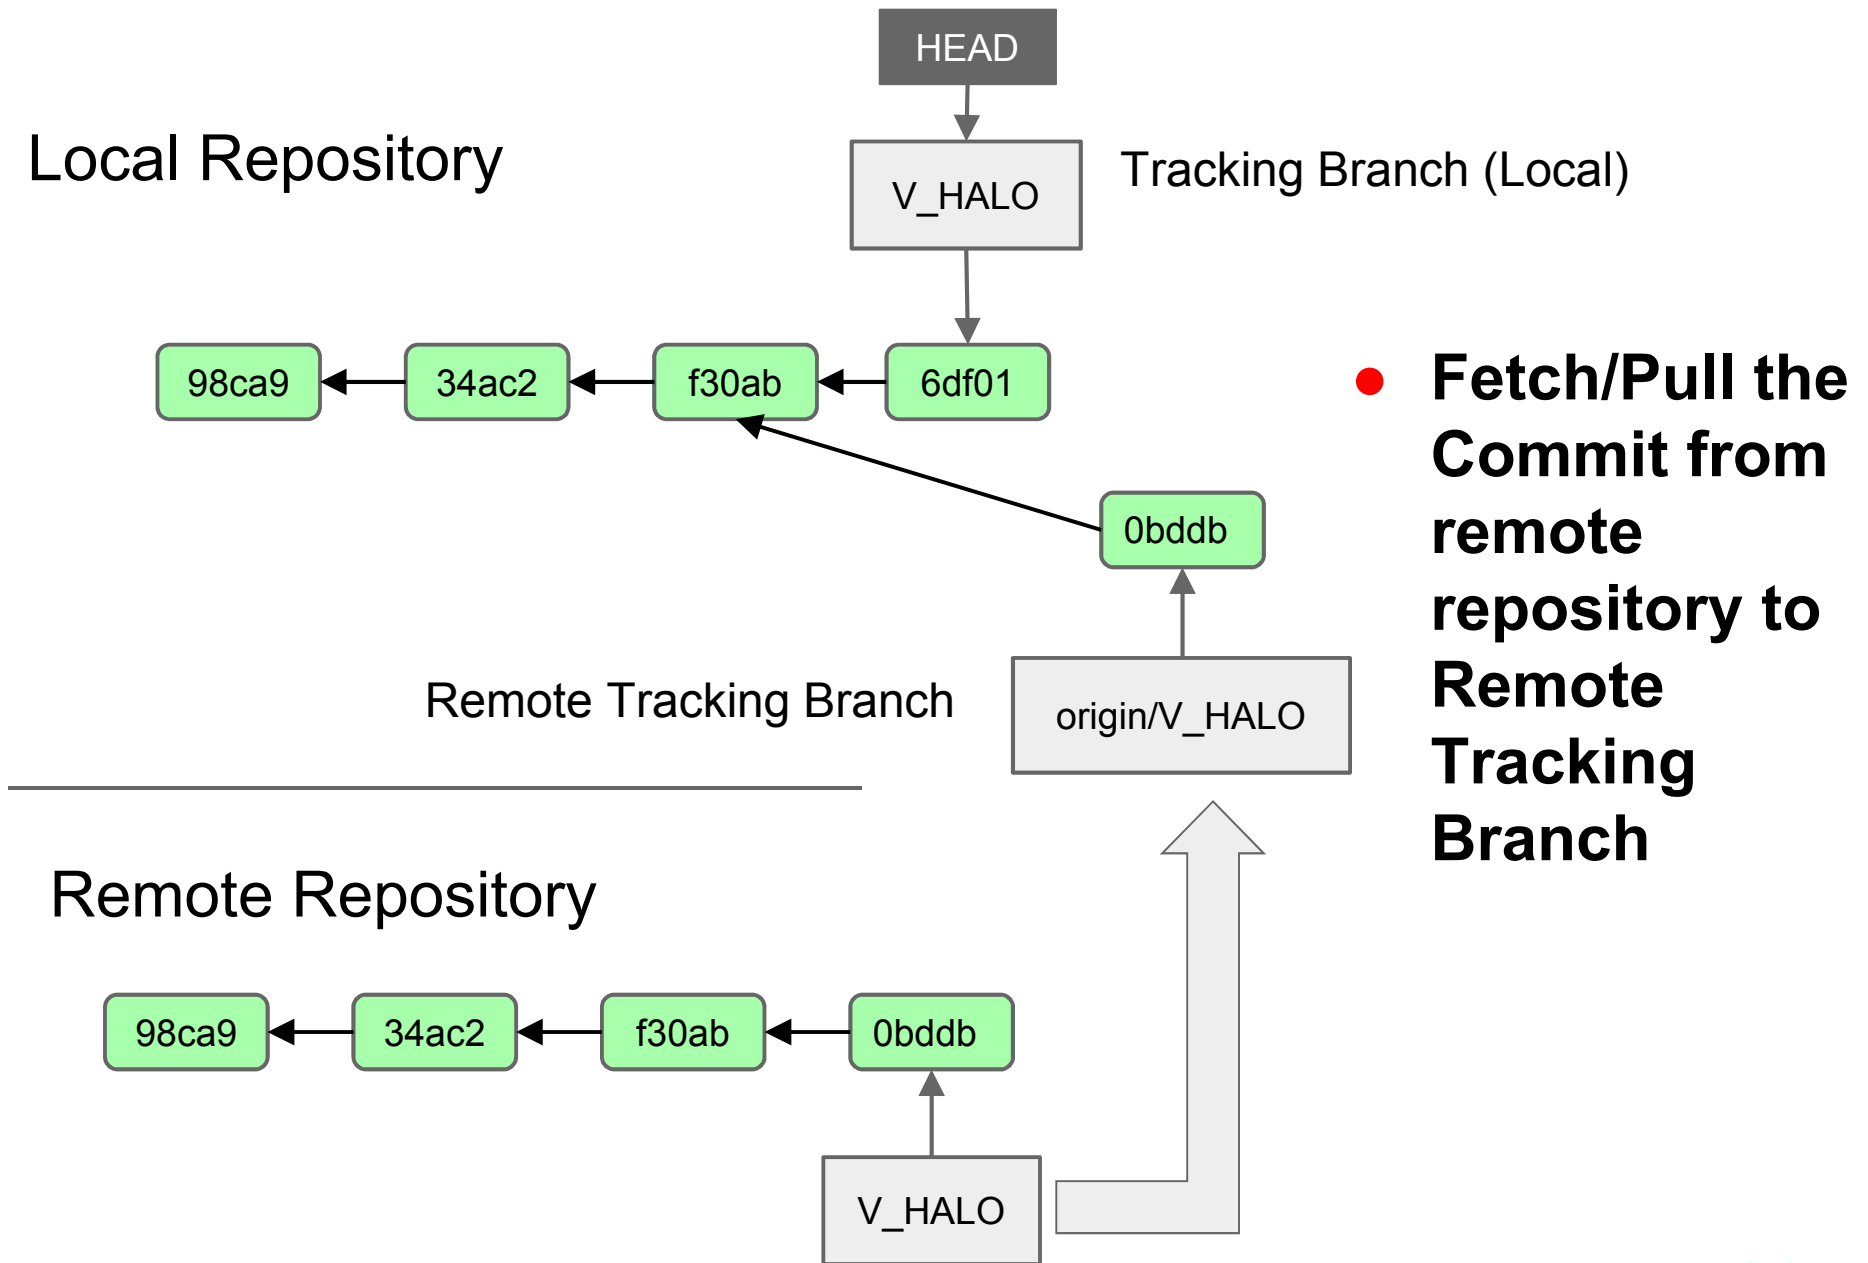 HEAD
Local Repository
Tracking Branch (Local)
V_HALO
98ca9
34ac2
f30ab
6df01
● Fetch/Pull the
Commit from
remote
repository to
Remote
Tracking
Branch
0bddb
Remote Tracking Branch
origin/V_HALO
Remote Repository
98ca9
34ac2
f30ab
0bddb
V_HALO